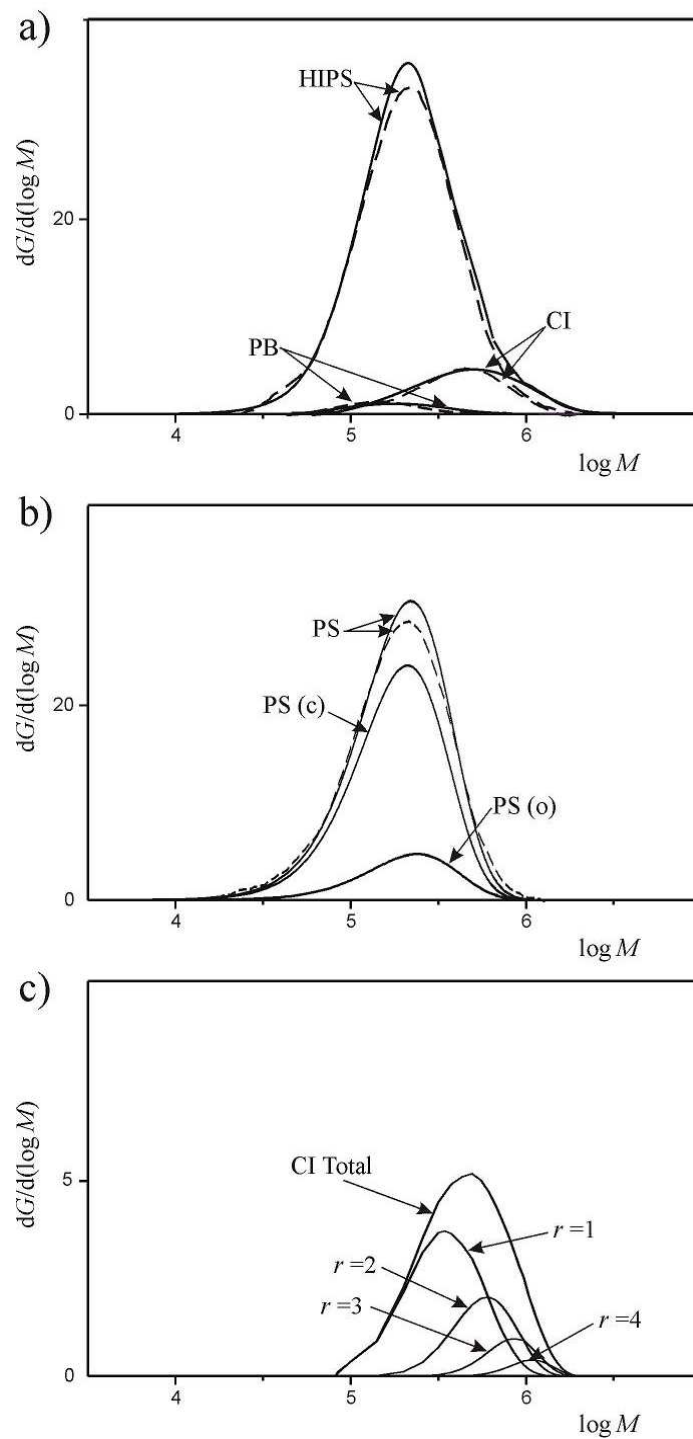 a)
HIPS
dG/d(log M)
20
CI
PB
0
4
5
6
log M
b)
PS
dG/d(log M)
20
PS (c)
PS (o)
0
4
5
6
log M
c)
dG/d(log M)
5
CI Total
r =1
r =2
r =3
r =4
0
4
5
6
log M